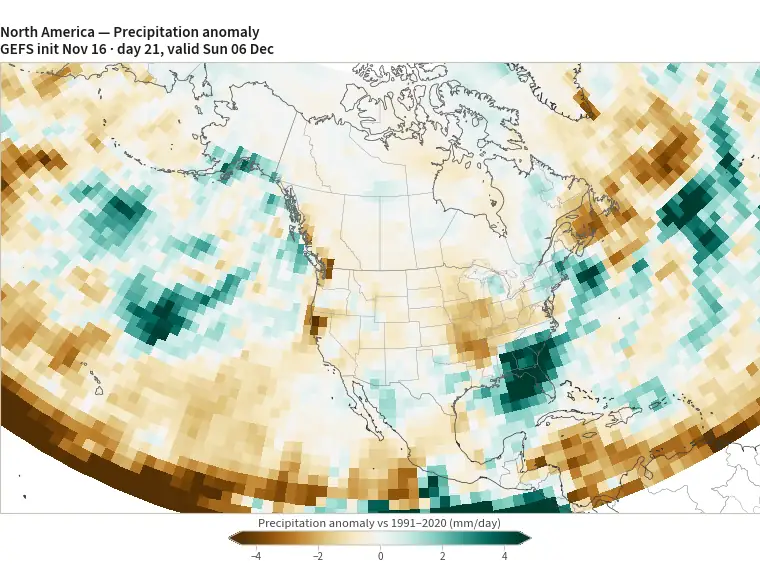 North America — Precipitation anomaly
GEFS init Nov 16 · day 21, valid Sun 06 Dec
Precipitation anomaly vs 1991–2020 (mm/day)
−4 −2 0 2 4